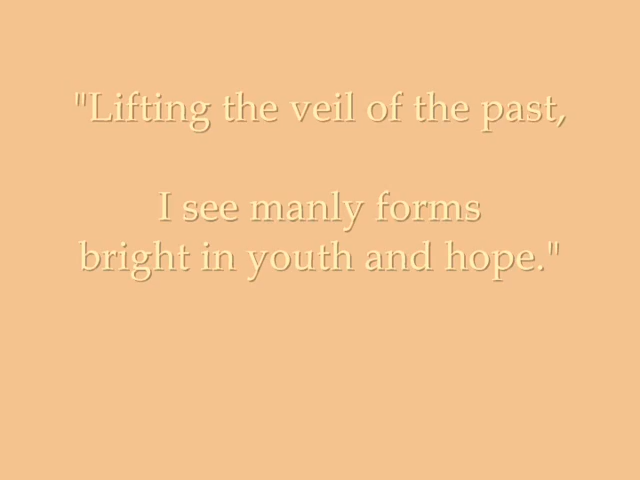 "Lifting the veil of the past,
I see manly forms
bright in youth and hope."